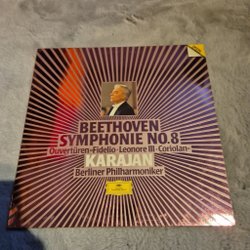 BEETHOVEN
SYMPHONIE NO.8
Ouvertüren·Fidelio·Leonore III·Coriolan·
KARAJAN
Berliner Philharmoniker